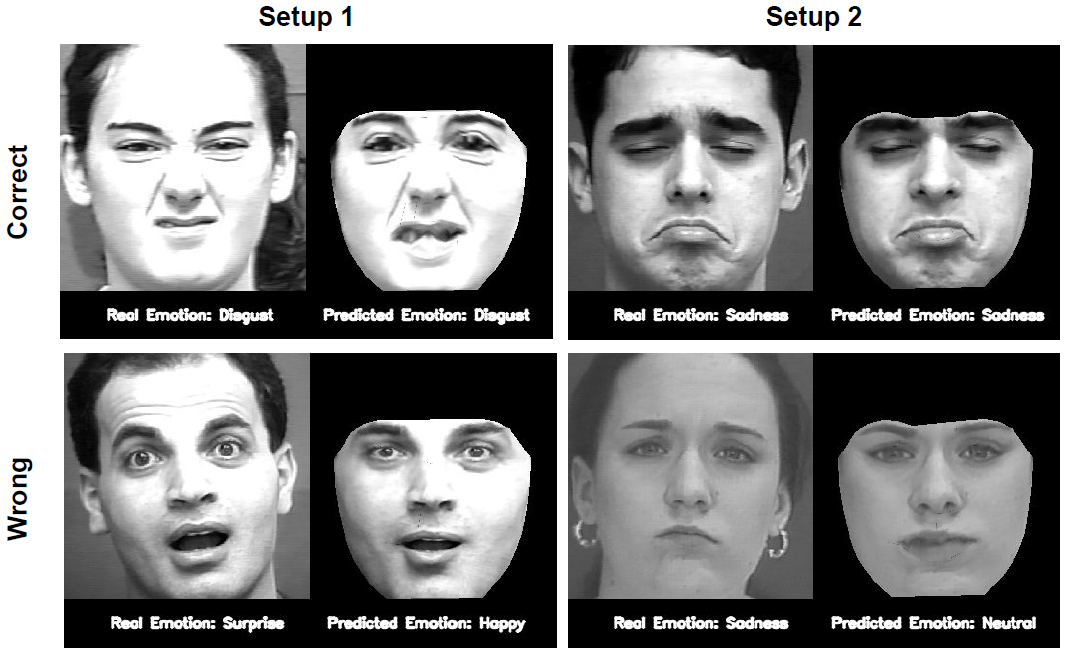 Setup 1
Setup 2
Correct
Real Emotion: Disgust
Predicted Emotion: Disgust
Real Emotion: Sadness
Predicted Emotion: Sadness
Wrong
Real Emotion: Surprise
Predicted Emotion: Happy
Real Emotion: Sadness
Predicted Emotion: Neutral